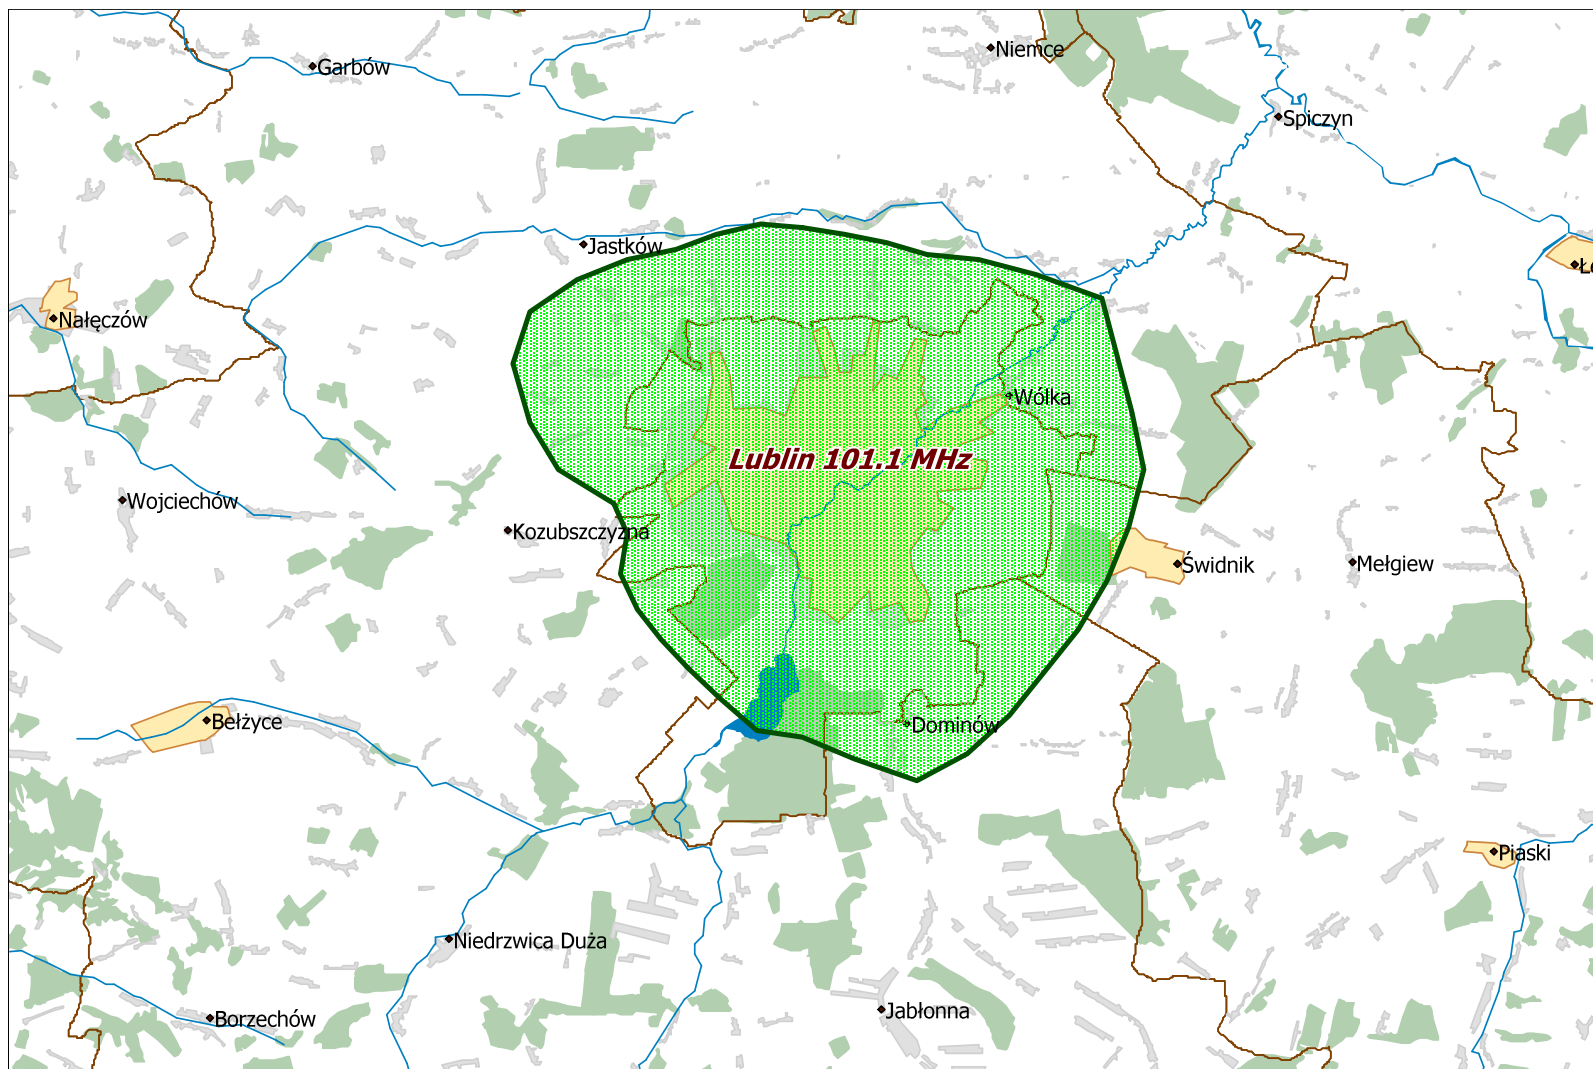 Niemce
Garbów
Spiczyn
Jastków
Nałęczów
Wólka
Lublin 101.1 MHz
Wojciechów
Kozubszczyzna
Świdnik
Mełgiew
Bełżyce
Dominów
Piaski
Niedrzwica Duża
Jabłonna
Borzechów